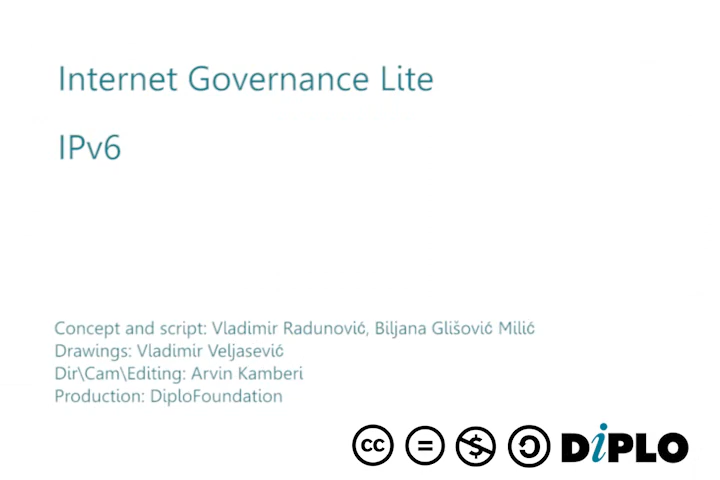 Internet Governance Lite
IPv6
Concept and script: Vladimir Radunović, Biljana Glišović Milić
Drawings: Vladimir Veljasević
Dir\Cam\Editing: Arvin Kamberi
Production: DiploFoundation
cc = $ DiPLO